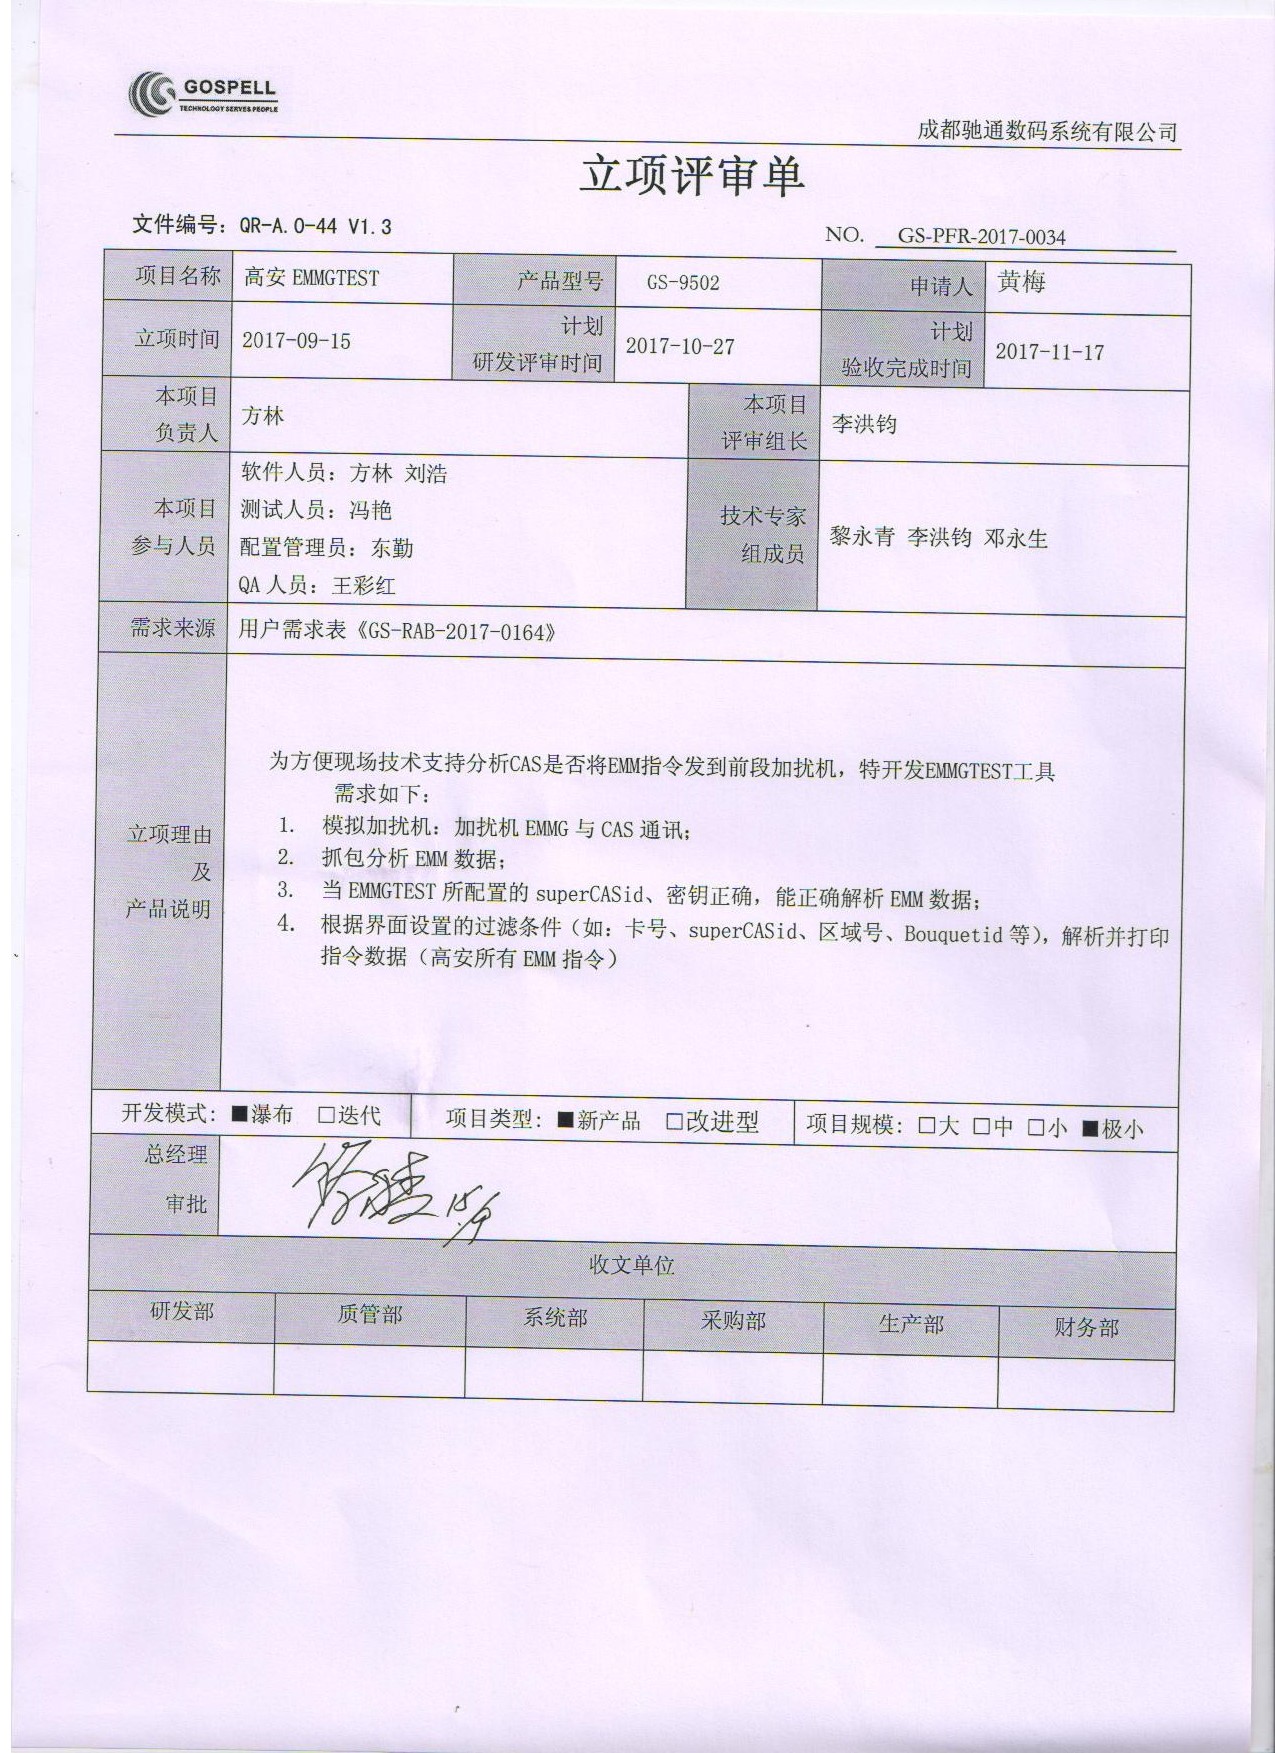 GOSPELL
TECHNOLOGY SERVES PEOPLE
成都驰通数码系统有限公司
立项评审单
文件编号：QR-A.0-44 V1.3
NO. GS-PFR-2017-0034
项目名称 高安 EMMGTEST 产品型号 GS-9502 申请人 黄梅
立项时间 2017-09-15 计划 研发评审时间 2017-10-27 计划 验收完成时间 2017-11-17
本项目 负责人 方林 本项目 评审组长 李洪钧
本项目 参与人员
软件人员：方林 刘浩
测试人员：冯艳
配置管理员：东勤
QA 人员：王彩红
技术专家 组成员 黎永青 李洪钧 邓永生
需求来源 用户需求表《GS-RAB-2017-0164》
立项理由
及
产品说明
为方便现场技术支持分析CAS是否将EMM指令发到前段加扰机，特开发EMMGTEST工具
需求如下：
1. 模拟加扰机：加扰机 EMMG 与 CAS 通讯；
2. 抓包分析 EMM 数据；
3. 当 EMMGTEST 所配置的 superCASid、密钥正确，能正确解析 EMM 数据；
4. 根据界面设置的过滤条件（如：卡号、superCASid、区域号、Bouquetid 等），解析并打印
指令数据（高安所有 EMM 指令）
开发模式：■瀑布 □迭代 项目类型：■新产品 □改进型 项目规模：□大 □中 □小 ■极小
总经理
审批
15/9
收文单位
研发部 质管部 系统部 采购部 生产部 财务部